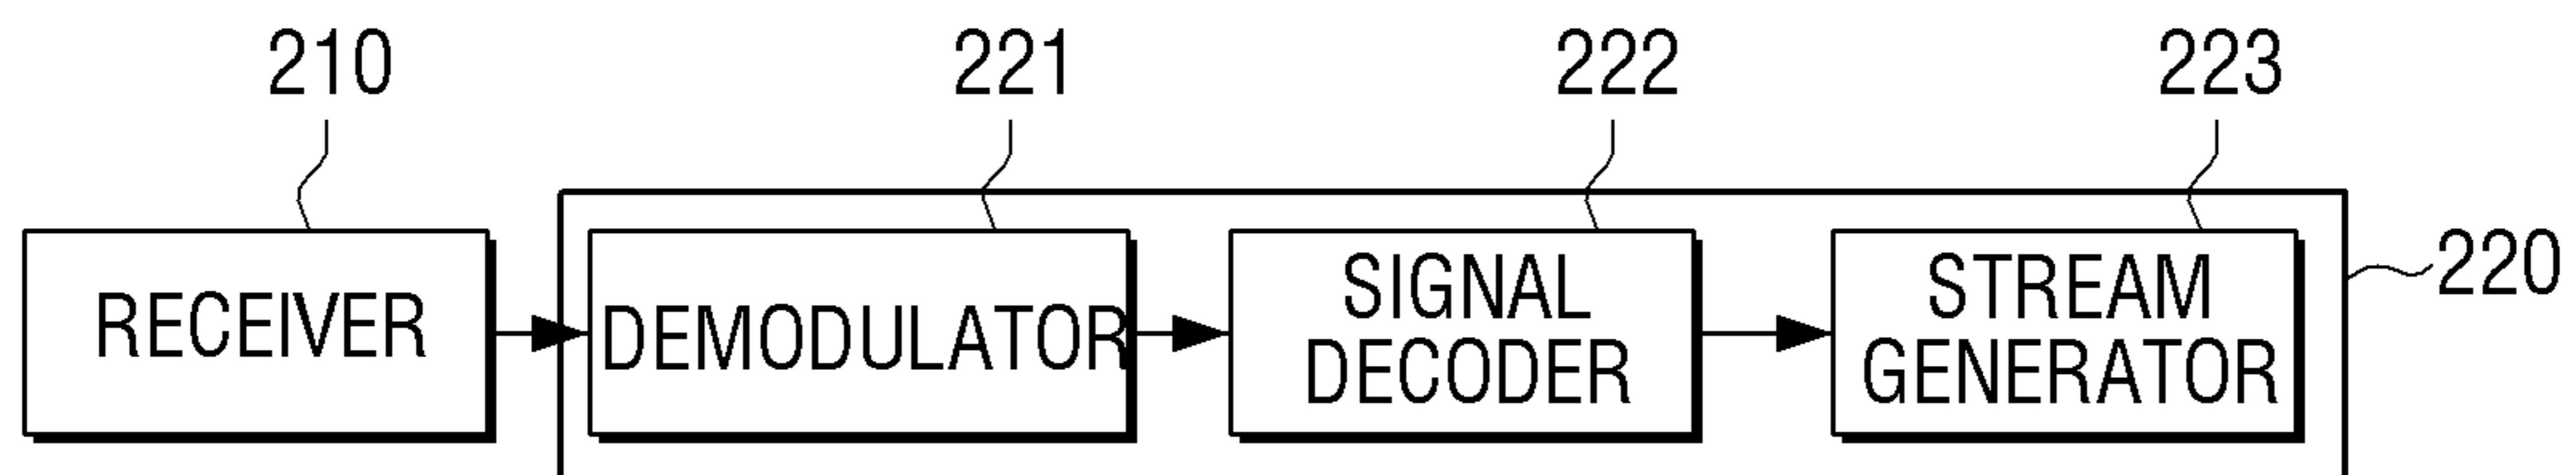 210
221
222
223
RECEIVER
DEMODULATOR
SIGNAL
DECODER
STREAM
GENERATOR
220